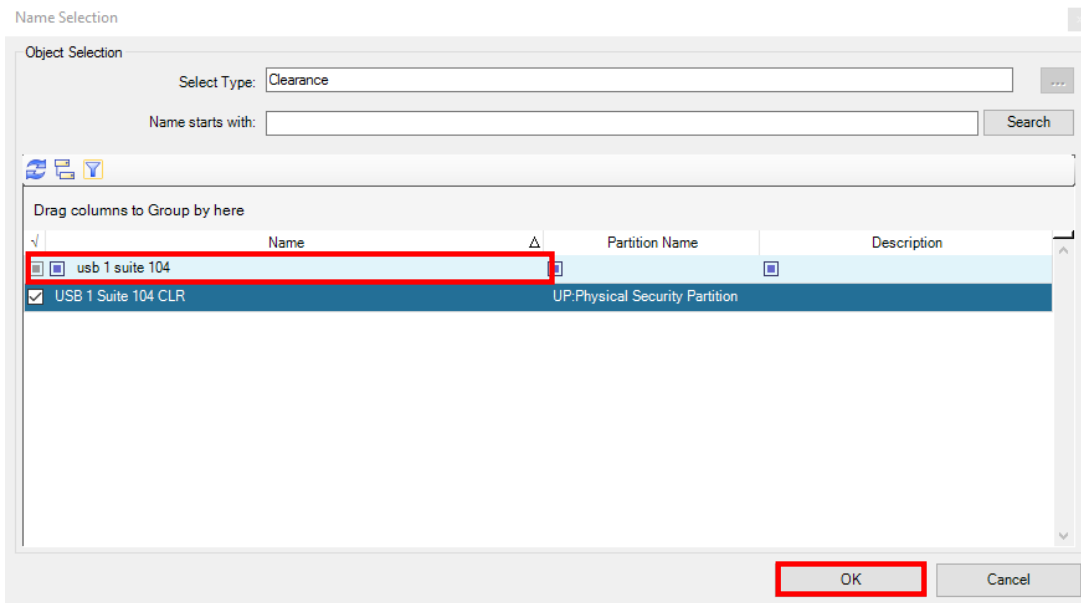 Name Selection
Object Selection
Select Type: Clearance ...
Name starts with: Search
Drag columns to Group by here
√ Name Δ Partition Name Description
usb 1 suite 104
USB 1 Suite 104 CLR UP:Physical Security Partition
OK Cancel